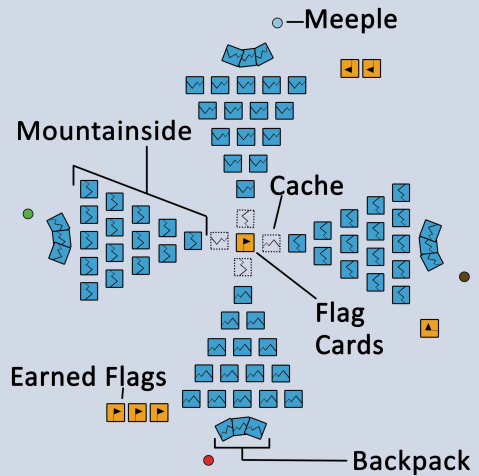 Meeple
Mountainside
Cache
Flag
Cards
Earned Flags
Backpack